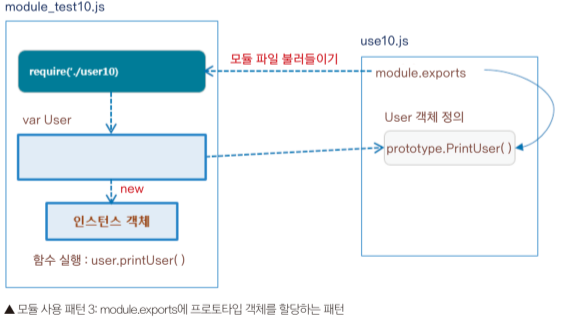 module_test10.js
require('./user10)
모듈 파일 불러들이기
use10.js
module.exports
var User
User 객체 정의
prototype.PrintUser( )
new
인스턴스 객체
함수 실행 : user.printUser( )
▲ 모듈 사용 패턴 3: module.exports에 프로토타입 객체를 할당하는 패턴